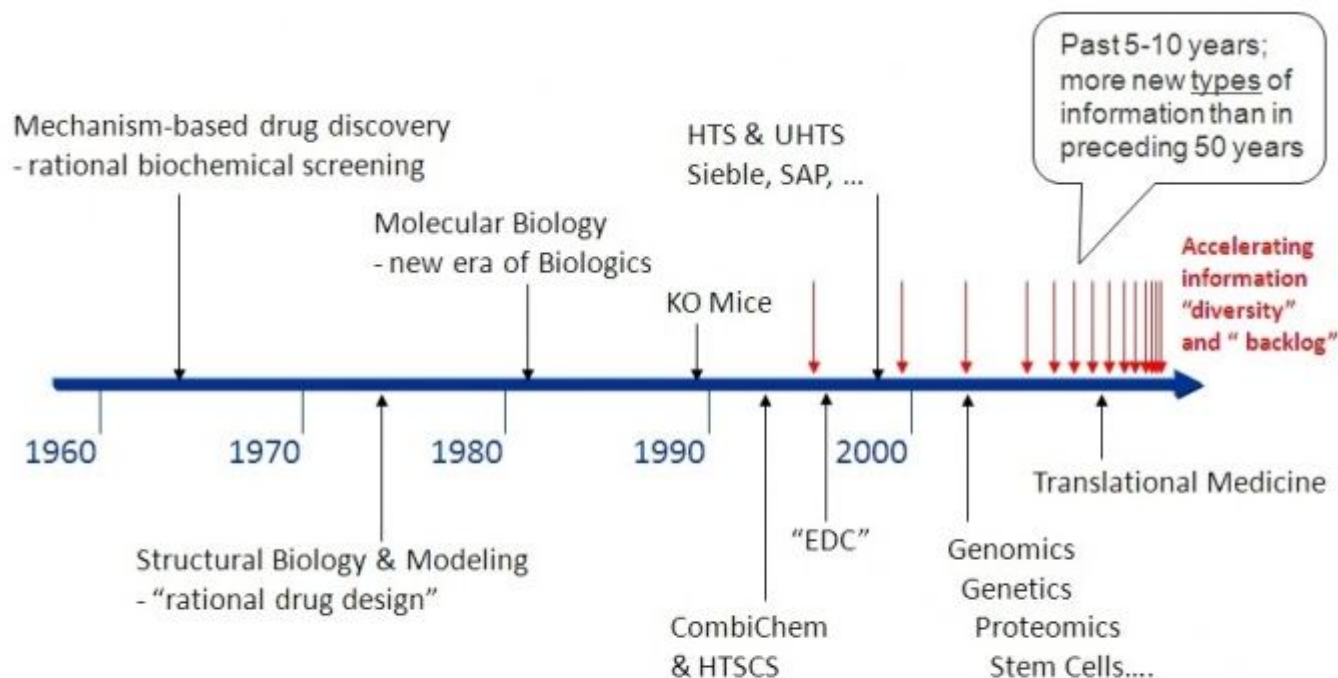 Past 5-10 years;
more new types of
information than in
preceding 50 years
Mechanism-based drug discovery
- rational biochemical screening
HTS & UHTS
Sieble, SAP, ...
Molecular Biology
- new era of Biologics
KO Mice
Accelerating
information
“diversity”
and “ backlog”
1960
1970
1980
1990
2000
Translational Medicine
Structural Biology & Modeling
- “rational drug design”
“EDC”
CombiChem
& HTSCS
Genomics
Genetics
Proteomics
Stem Cells....